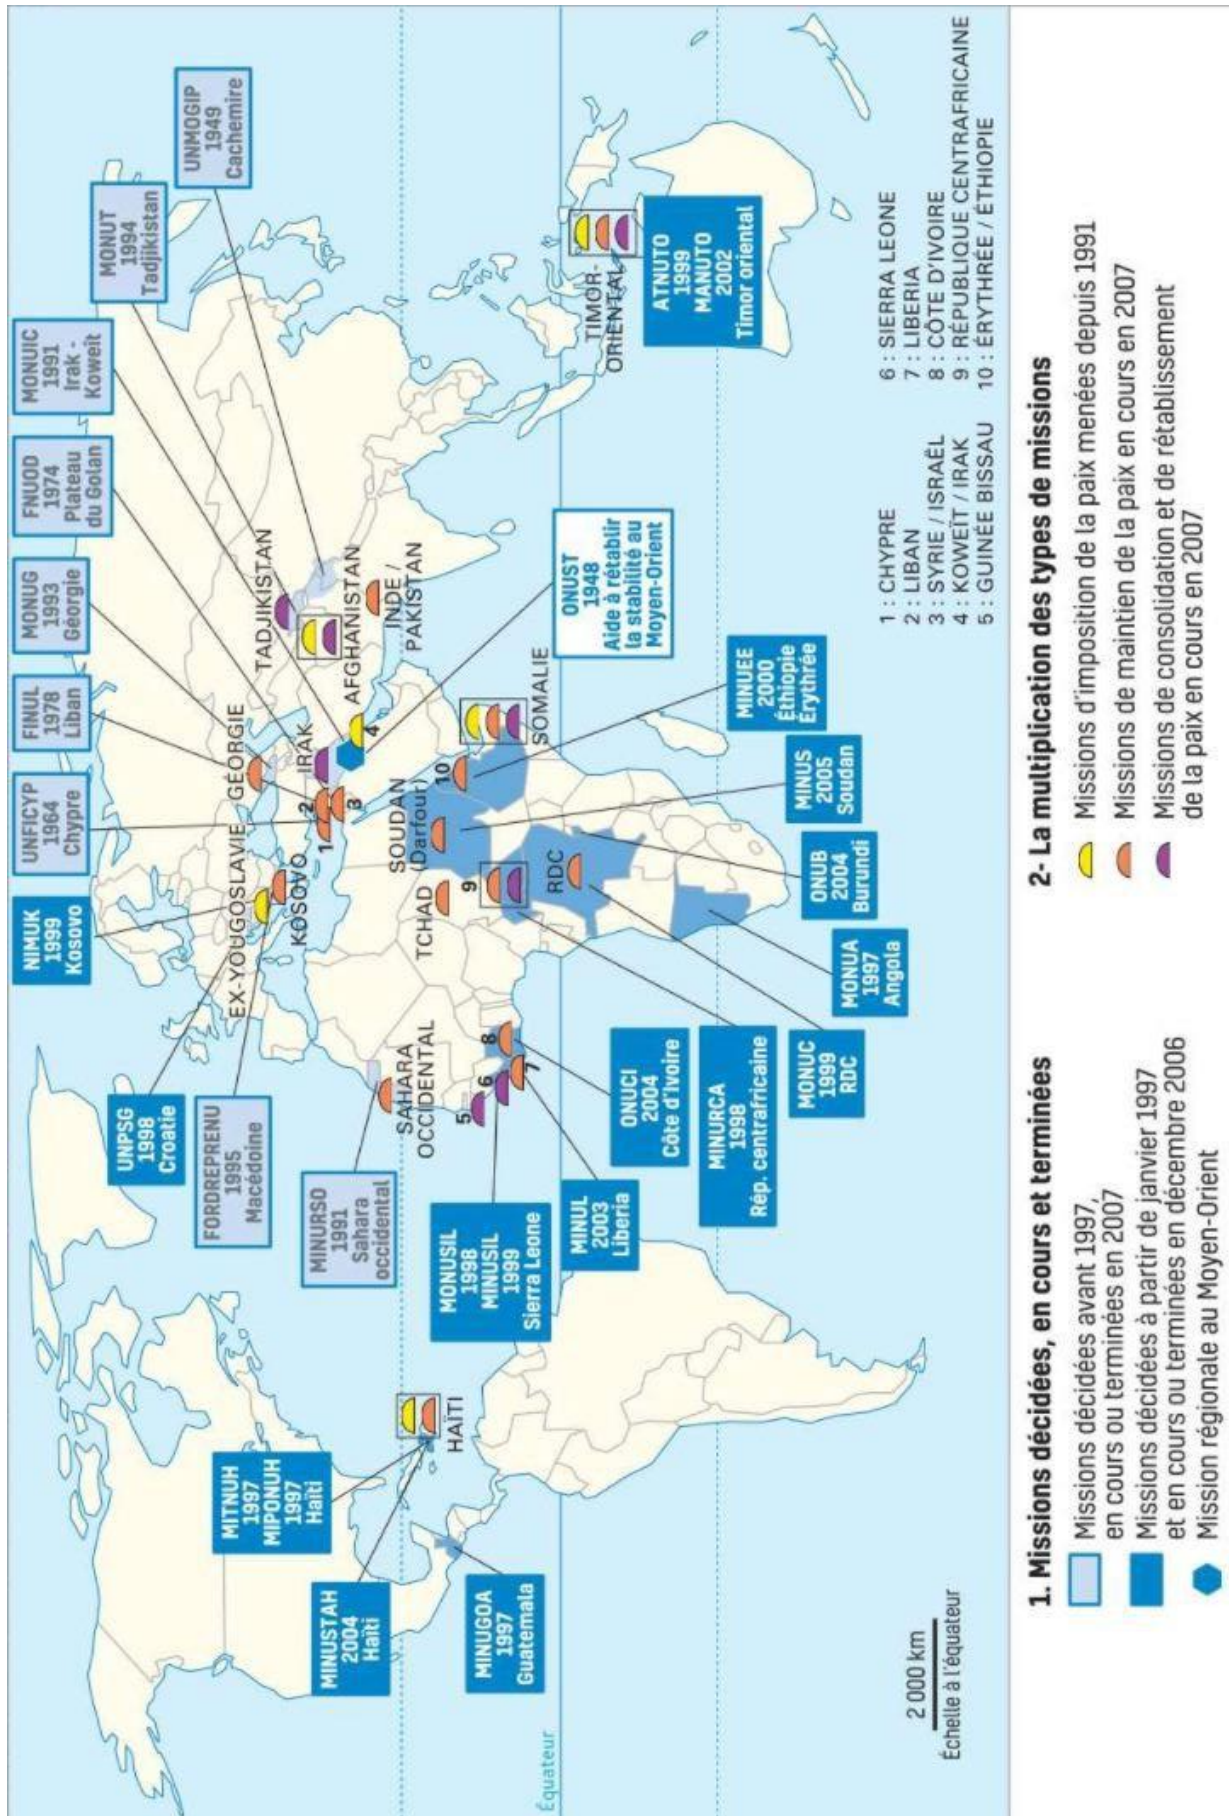 NIMUK
1999
Kosovo
UNFICYP
1964
Chypre
FINUL
1978
Liban
MONUG
1993
Géorgie
FNUOD
1974
Plateau
du Golan
MONUIC
1991
Irak -
Koweït
MONUT
1994
Tadjikistan
UNMOGIP
1949
Cachemire
UNPSG
1998
Croatie
FORDREPRENU
1995
Macédoine
MINURSO
1991
Sahara
occidental
MITNUH
1997
MIPONUH
1997
Haïti
MINUSTAH
2004
Haïti
MINUGOA
1997
Guatemala
HAÏTI
MONUSIL
1998
MINUSIL
1999
Sierra Leone
MINUL
2003
Liberia
ONUCI
2004
Côte d'ivoire
MINURCA
1998
Rép. centrafricaine
MONUC
1999
RDC
MONUA
1997
Angola
ONUB
2004
Burundi
MINUS
2005
Soudan
MINUEE
2000
Éthiopie
Erythrée
ONUST
1948
Aide à rétablir
la stabilité au
Moyen-Orient
ATNUTO
1999
MANUTO
2002
Timor oriental
EX-YOUGOSLAVIE
KOSOVO
GÉORGIE
IRAK
TADJIKISTAN
AFGHANISTAN
INDE /
PAKISTAN
SAHARA
OCCIDENTAL
TCHAD
SOUDAN
(Darfour)
SOMALIE
RDC
TIMOR-
ORIENTAL
1
2
3
4
5
6
7
8
9
10
Équateur
2 000 km
Échelle à l'équateur
1 : CHYPRE
2 : LIBAN
3 : SYRIE / ISRAËL
4 : KOWEÏT / IRAK
5 : GUINÉE BISSAU
6 : SIERRA LEONE
7 : LIBERIA
8 : CÔTE D'IVOIRE
9 : RÉPUBLIQUE CENTRAFRICAINE
10 : ÉRYTHRÉE / ÉTHIOPIE
1. Missions décidées, en cours et terminées
Missions décidées avant 1997,
en cours ou terminées en 2007
Missions décidées à partir de janvier 1997
et en cours ou terminées en décembre 2006
Mission régionale au Moyen-Orient
2- La multiplication des types de missions
Missions d'imposition de la paix menées depuis 1991
Missions de maintien de la paix en cours en 2007
Missions de consolidation et de rétablissement
de la paix en cours en 2007